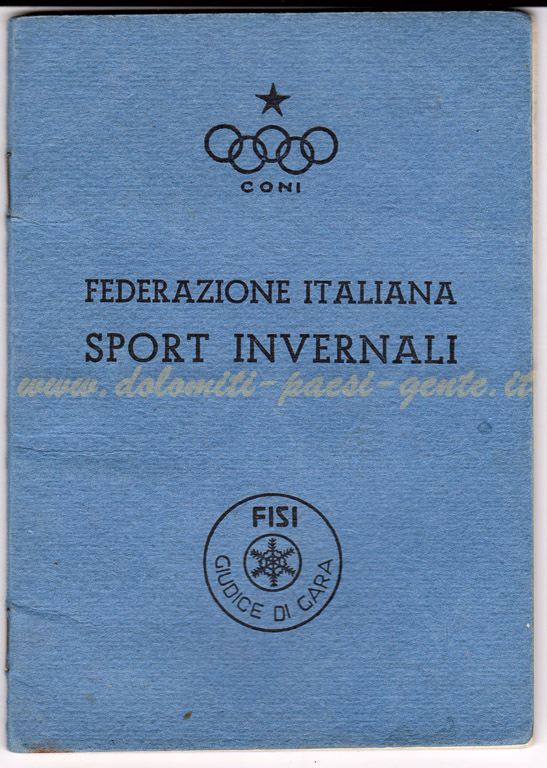 CONI
FEDERAZIONE ITALIANA
SPORT INVERNALI
www.dolomiti-paesi-gente.it
FISI
GIUDICE DI GARA